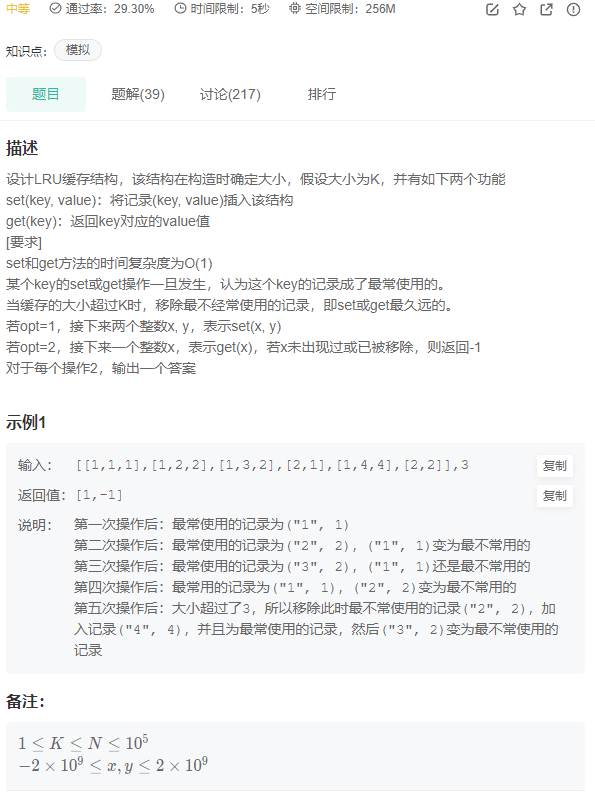 中等 通过率：29.30% 时间限制：5秒 空间限制：256M
知识点： 模拟
题目 题解(39) 讨论(217) 排行
描述
设计LRU缓存结构，该结构在构造时确定大小，假设大小为K，并有如下两个功能
set(key, value)：将记录(key, value)插入该结构
get(key)：返回key对应的value值
[要求]
set和get方法的时间复杂度为O(1)
某个key的set或get操作一旦发生，认为这个key的记录成了最常使用的。
当缓存的大小超过K时，移除最不经常使用的记录，即set或get最久远的。
若opt=1，接下来两个整数x, y，表示set(x, y)
若opt=2，接下来一个整数x，表示get(x)，若x未出现过或已被移除，则返回-1
对于每个操作2，输出一个答案
示例1
输入： [[1,1,1],[1,2,2],[1,3,2],[2,1],[1,4,4],[2,2]],3 复制
返回值：[1,-1] 复制
说明： 第一次操作后：最常使用的记录为("1", 1)
第二次操作后：最常使用的记录为("2", 2)，("1", 1)变为最不常用的
第三次操作后：最常使用的记录为("3", 2)，("1", 1)还是最不常用的
第四次操作后：最常用的记录为("1", 1)，("2", 2)变为最不常用的
第五次操作后：大小超过了3，所以移除此时最不常使用的记录("2", 2)，加
入记录("4", 4)，并且为最常使用的记录，然后("3", 2)变为最不常使用的
记录
备注：
1 ≤ K ≤ N ≤ 10⁵
−2 × 10⁹ ≤ x, y ≤ 2 × 10⁹